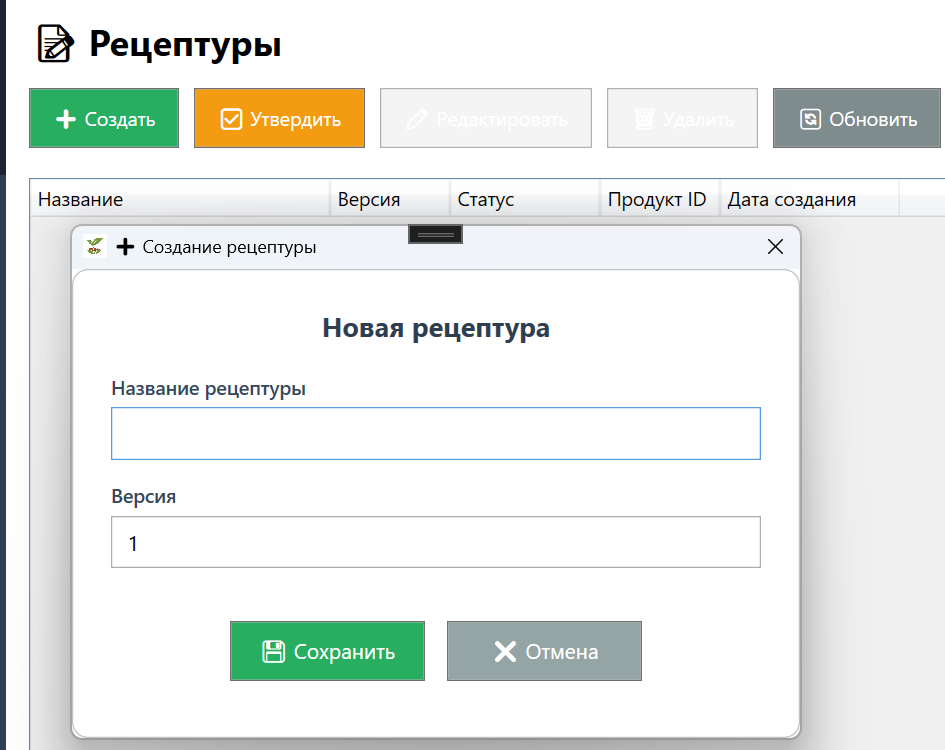 Рецептуры
Создать Утвердить Редактировать Удалить Обновить
Название Версия Статус Продукт ID Дата создания
Создание рецептуры
Новая рецептура
Название рецептуры
Версия
1
Сохранить Отмена